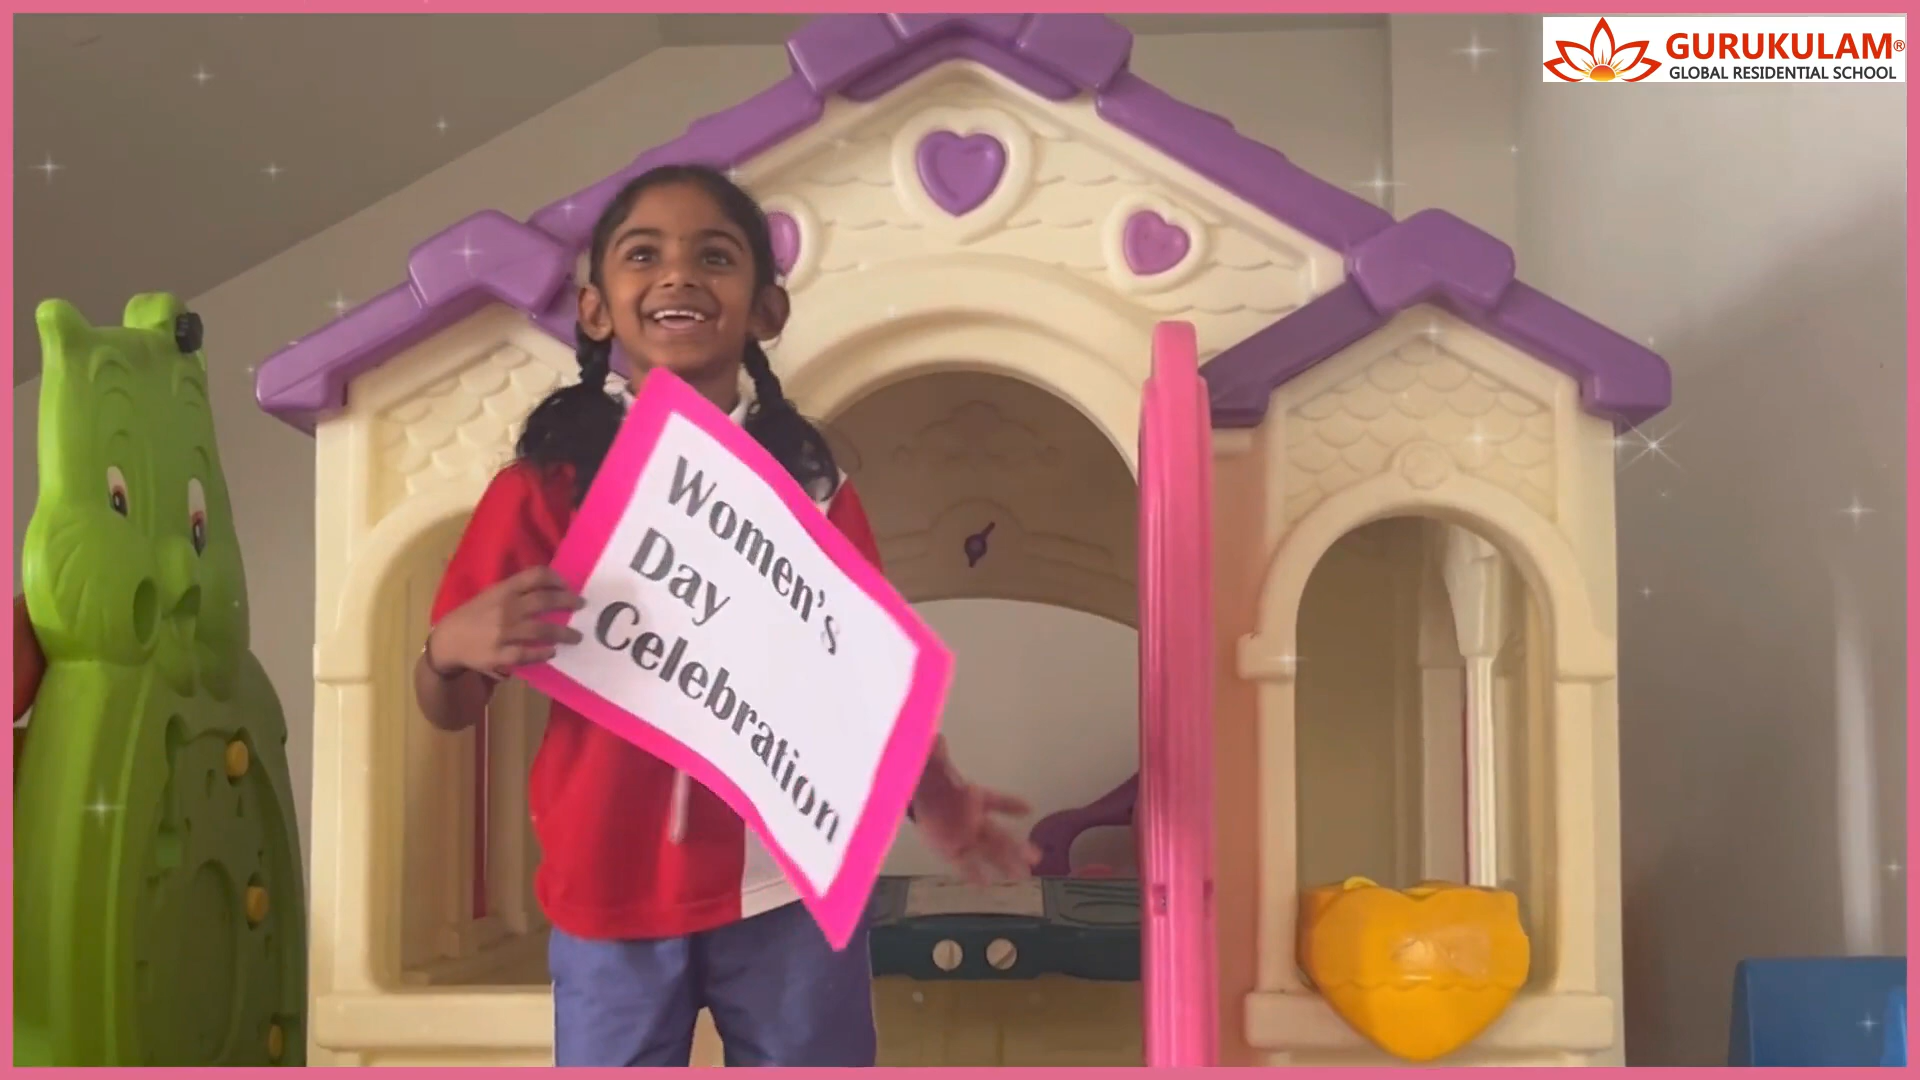 GURUKULAM®
GLOBAL RESIDENTIAL SCHOOL
Women's
Day
Celebration